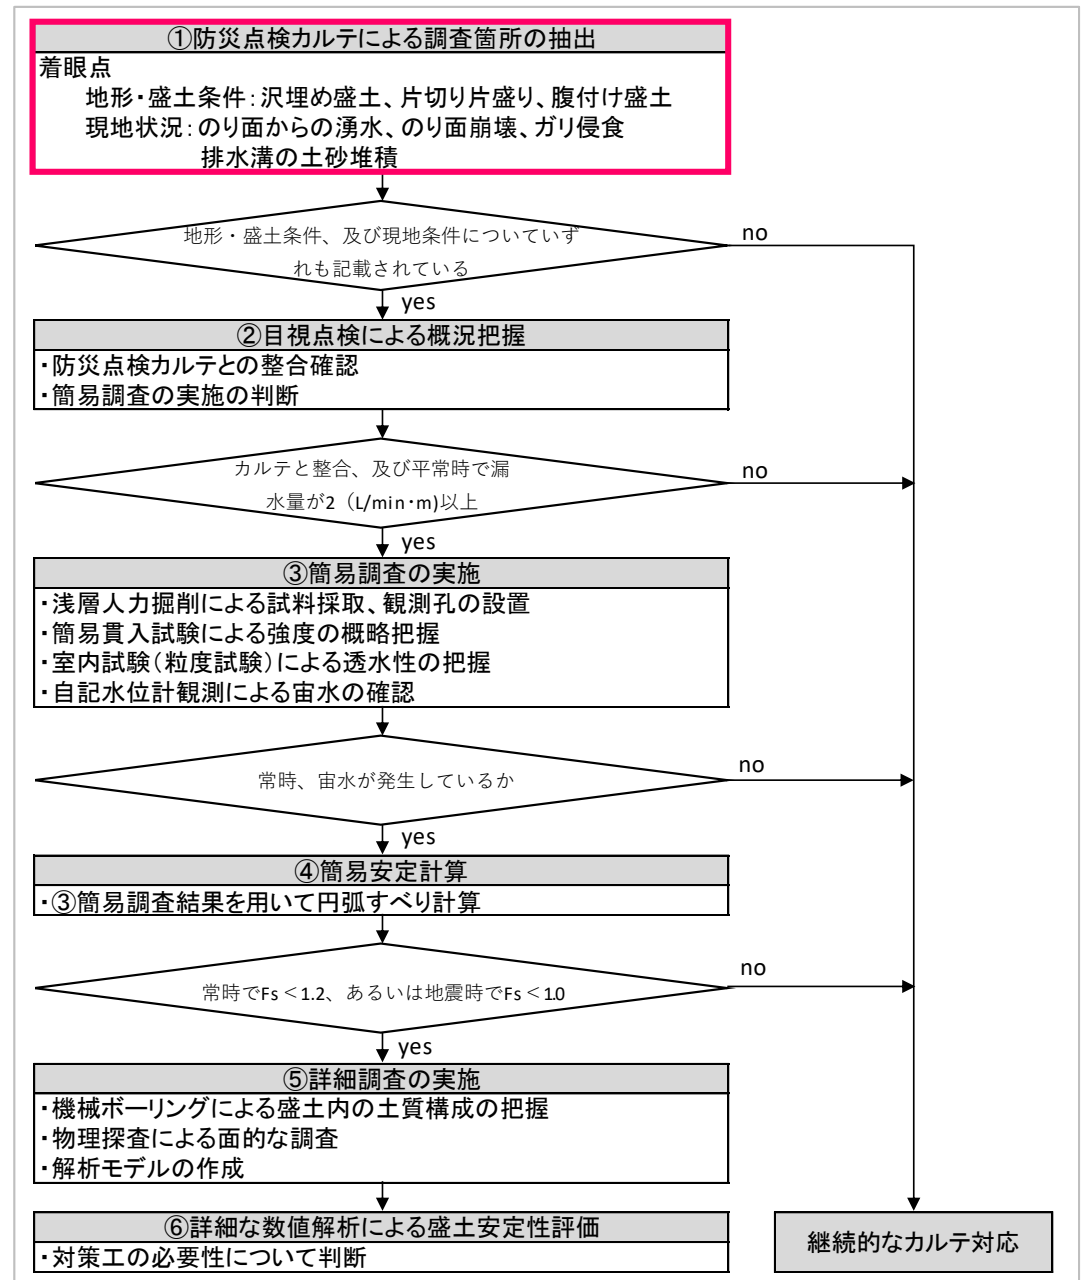 ①防災点検カルテによる調査箇所の抽出
着眼点
地形・盛土条件：沢埋め盛土、片切り片盛り、腹付け盛土
現地状況：のり面からの湧水、のり面崩壊、ガリ侵食
排水溝の土砂堆積
地形・盛土条件、及び現地条件についていず
れも記載されている
no
yes
②目視点検による概況把握
・防災点検カルテとの整合確認
・簡易調査の実施の判断
カルテと整合、及び平常時で漏
水量が2（L/min･m)以上
no
yes
③簡易調査の実施
・浅層人力掘削による試料採取、観測孔の設置
・簡易貫入試験による強度の概略把握
・室内試験（粒度試験）による透水性の把握
・自記水位計観測による宙水の確認
常時、宙水が発生しているか
no
yes
④簡易安定計算
・③簡易調査結果を用いて円弧すべり計算
常時でFs＜1.2、あるいは地震時でFs＜1.0
no
yes
⑤詳細調査の実施
・機械ボーリングによる盛土内の土質構成の把握
・物理探査による面的な調査
・解析モデルの作成
⑥詳細な数値解析による盛土安定性評価
・対策工の必要性について判断
継続的なカルテ対応